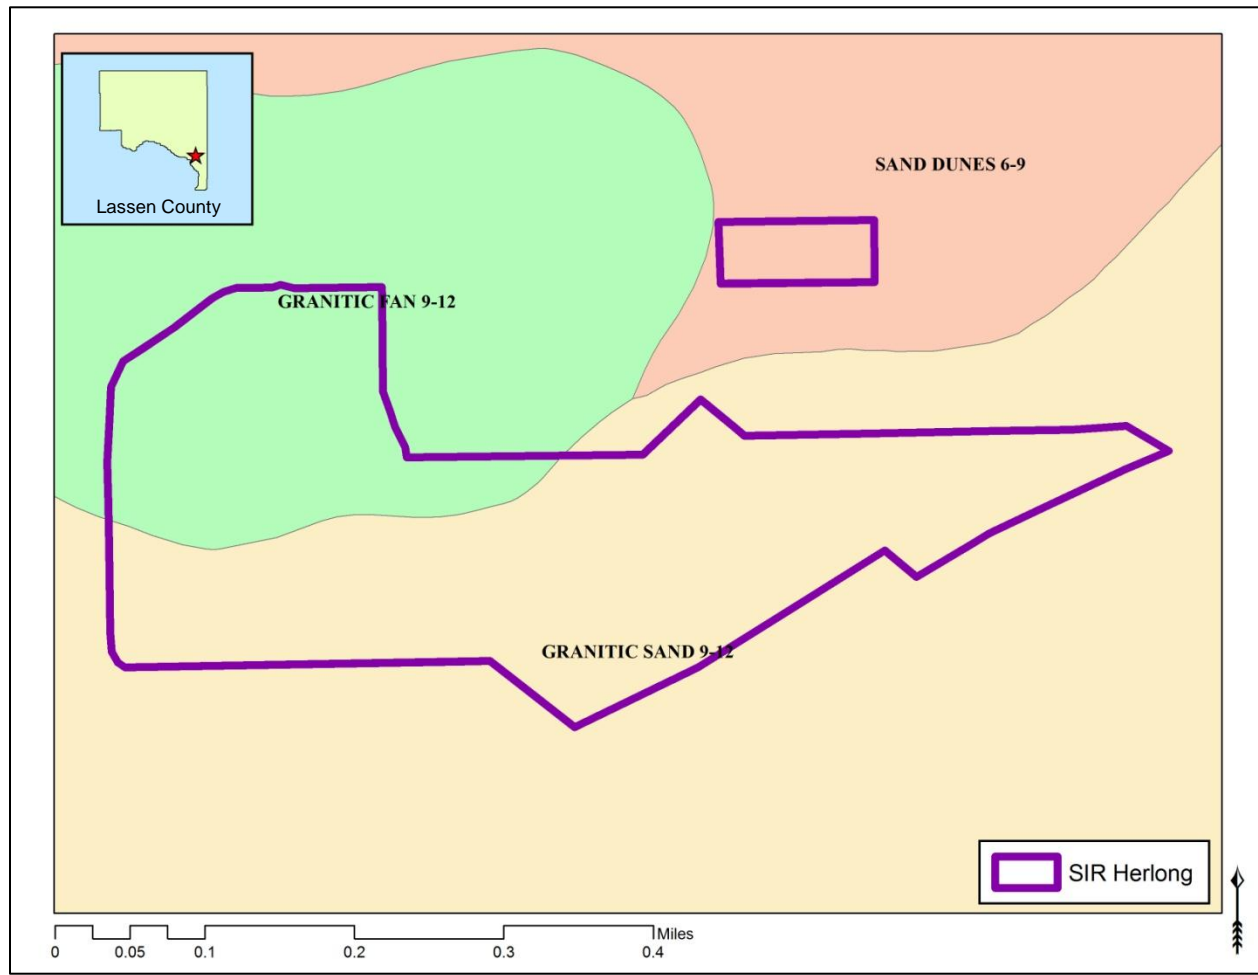 Lassen County
SAND DUNES 6-9
GRANITIC FAN 9-12
GRANITIC SAND 9-12
SIR Herlong
Miles
0 0.05 0.1 0.2 0.3 0.4